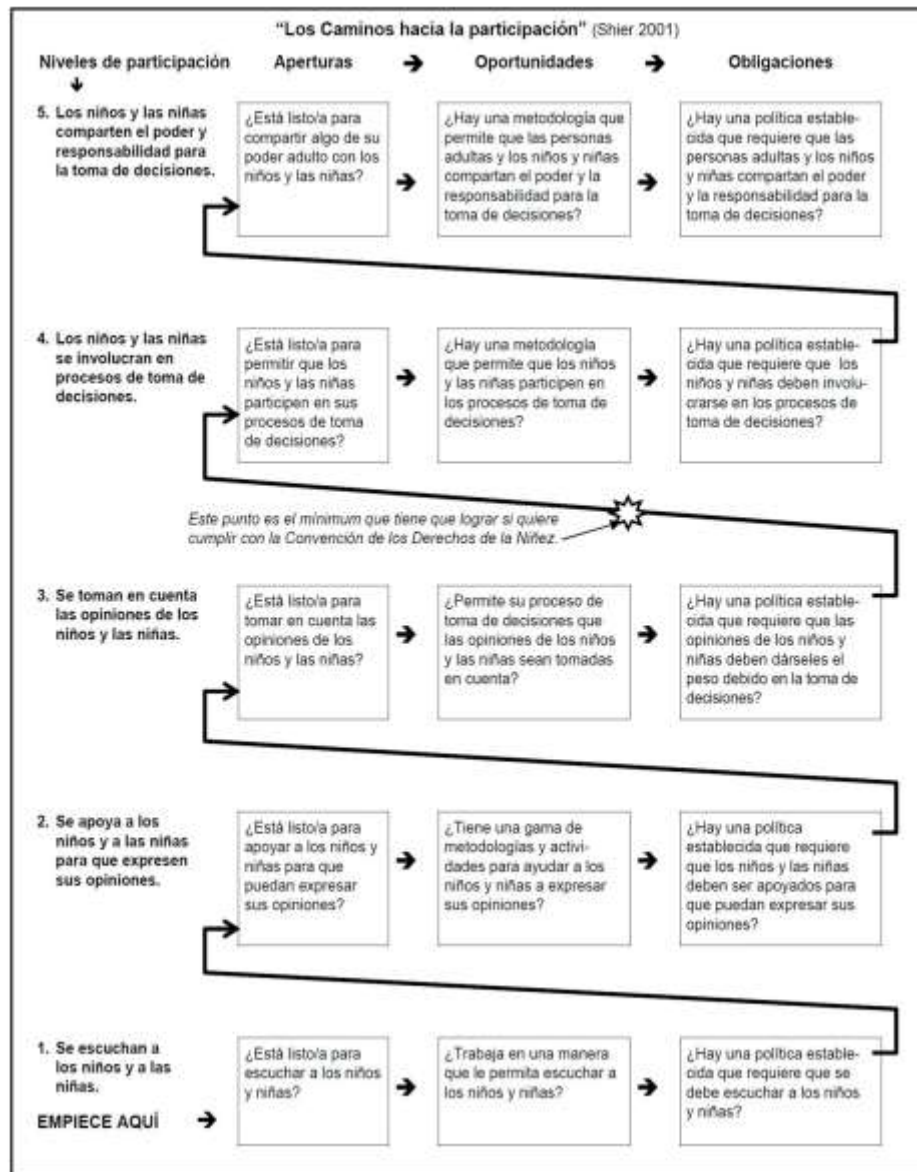 “Los Caminos hacia la participación” (Shier 2001)
Niveles de participación
Aperturas
Oportunidades
Obligaciones
5. Los niños y las niñas
comparten el poder y
responsabilidad para
la toma de decisiones.
¿Está listo/a para
compartir algo de su
poder adulto con los
niños y las niñas?
¿Hay una metodología que
permite que las personas
adultas y los niños y niñas
compartan el poder y la
responsabilidad para la
toma de decisiones?
¿Hay una política estable-
cida que requiere que las
personas adultas y los niños
y niñas compartan el poder
y la responsabilidad para la
toma de decisiones?
4. Los niños y las niñas
se involucran en
procesos de toma de
decisiones.
¿Está listo/a para
permitir que los
niños y las niñas
participen en sus
procesos de toma
de decisiones?
¿Hay una metodología
que permite que los niños
y las niñas participen en
los procesos de toma de
decisiones?
¿Hay una política estable-
cida que requiere que los
niños y niñas deben involu-
crarse en los procesos de
toma de decisiones?
Este punto es el mínimum que tiene que lograr si quiere
cumplir con la Convención de los Derechos de la Niñez.
3. Se toman en cuenta
las opiniones de los
niños y las niñas.
¿Está listo/a para
tomar en cuenta las
opiniones de los
niños y las niñas?
¿Permite su proceso de
toma de decisiones que
las opiniones de los niños
y las niñas sean tomadas
en cuenta?
¿Hay una política estable-
cida que requiere que las
opiniones de los niños y
niñas deben dárseles el
peso debido en la toma de
decisiones?
2. Se apoya a los
niños y a las niñas
para que expresen
sus opiniones.
¿Está listo/a para
apoyar a los niños y
niñas para que
puedan expresar
sus opiniones?
¿Tiene una gama de
metodologías y activi-
dades para ayudar a los
niños y niñas a expresar
sus opiniones?
¿Hay una política
establecida que requiere
que los niños y las niñas
deben ser apoyados para
que puedan expresar sus
opiniones?
1. Se escuchan a
los niños y a las
niñas.
EMPIECE AQUÍ
¿Está listo/a para
escuchar a los niños
y niñas?
¿Trabaja en una manera
que le permita escuchar a
los niños y niñas?
¿Hay una política estable-
cida que requiere que se
debe escuchar a los niños y
niñas?